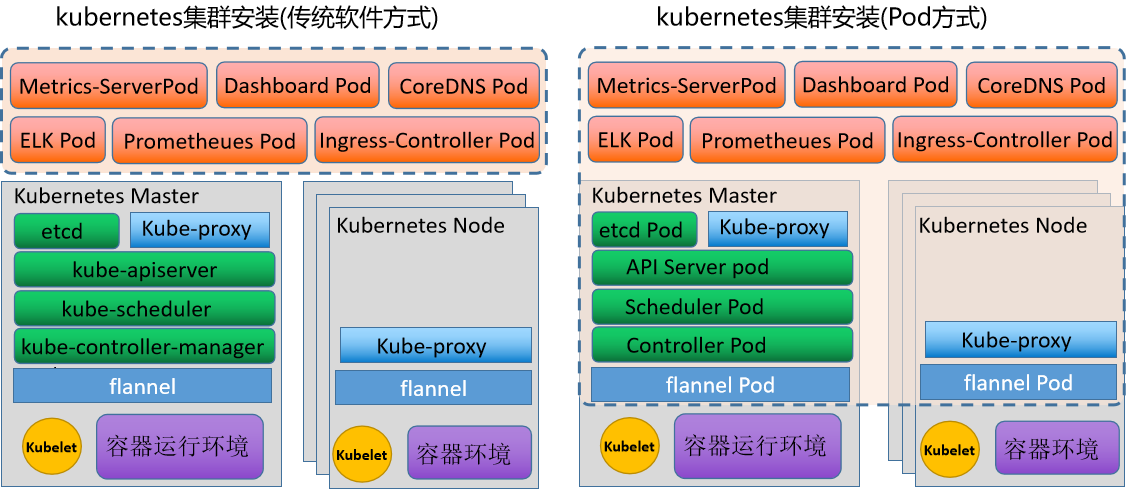 kubernetes集群安装(传统软件方式)
Metrics-ServerPod
Dashboard Pod
CoreDNS Pod
ELK Pod
Prometheues Pod
Ingress-Controller Pod
Kubernetes Master
etcd
Kube-proxy
kube-apiserver
kube-scheduler
kube-controller-manager
flannel
Kubelet
容器运行环境
Kubernetes Node
Kube-proxy
flannel
Kubelet
容器环境
kubernetes集群安装(Pod方式)
Metrics-ServerPod
Dashboard Pod
CoreDNS Pod
ELK Pod
Prometheues Pod
Ingress-Controller Pod
Kubernetes Master
etcd Pod
Kube-proxy
API Server pod
Scheduler Pod
Controller Pod
flannel Pod
Kubelet
容器运行环境
Kubernetes Node
Kube-proxy
flannel Pod
Kubelet
容器环境